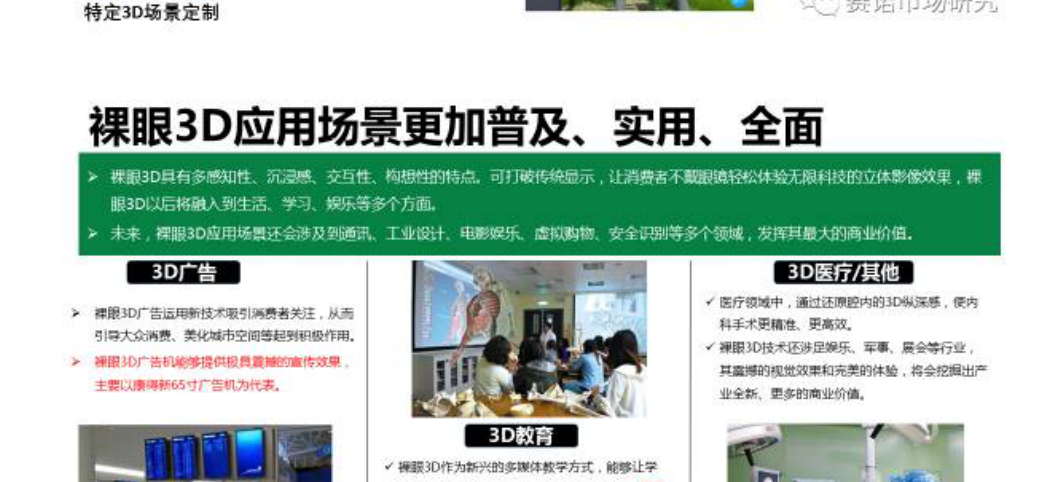 特定3D场景定制
赛诺市场研究
裸眼3D应用场景更加普及、实用、全面
➢ 裸眼3D具有多感知性、沉浸感、交互性、构想性的特点。可打破传统显示，让消费者不戴眼镜轻松体验无限科技的立体影像效果，裸
眼3D以后将融入到生活、学习、娱乐等多个方面。
➢ 未来，裸眼3D应用场景还会涉及到通讯、工业设计、电影娱乐、虚拟购物、安全识别等多个领域，发挥其最大的商业价值。
3D广告
➢ 裸眼3D广告运用新技术吸引消费者关注，从而
引导大众消费、美化城市空间等起到积极作用。
➢ 裸眼3D广告机能够提供极具震撼的宣传效果，
主要以康得新65寸广告机为代表。
3D教育
✓ 裸眼3D作为新兴的多媒体教学方式，能够让学
3D医疗/其他
✓ 医疗领域中，通过还原腔内的3D纵深感，使内
科手术更精准、更高效。
✓ 裸眼3D技术还涉足娱乐、军事、展会等行业，
其震撼的视觉效果和完美的体验，将会挖掘出产
业全新、更多的商业价值。